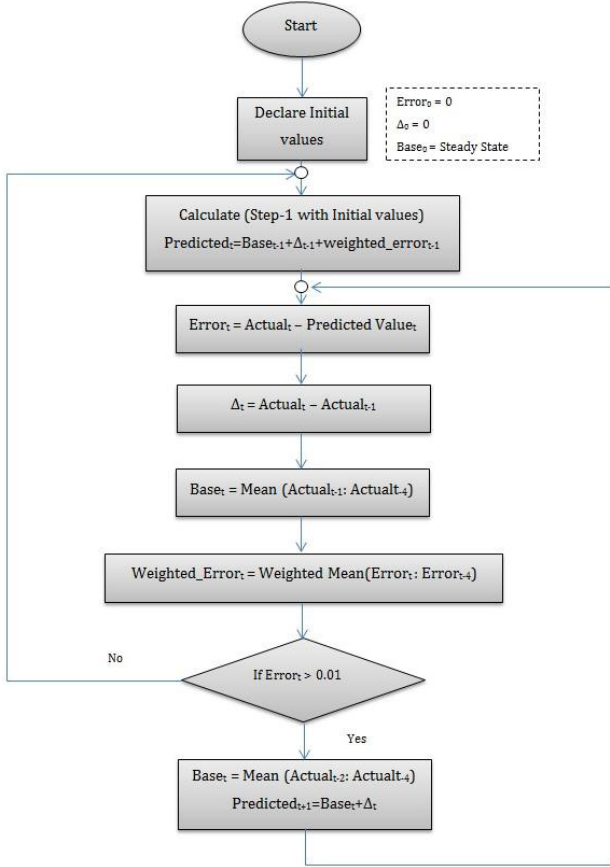 Start
Declare Initial
values
Error₀ = 0
Δ₀ = 0
Base₀ = Steady State
Calculate (Step-1 with Initial values)
Predictedₜ=Baseₜ₋₁+Δₜ₋₁+weighted_errorₜ₋₁
Errorₜ = Actualₜ – Predicted Valueₜ
Δₜ = Actualₜ – Actualₜ₋₁
Baseₜ = Mean (Actualₜ₋₁: Actualt₋₄)
Weighted_Errorₜ = Weighted Mean(Errorₜ : Errorₜ₋₄)
No
If Errorₜ > 0.01
Yes
Baseₜ = Mean (Actualₜ₋₂: Actualt₋₄)
Predictedₜ₊₁=Baseₜ+Δₜ